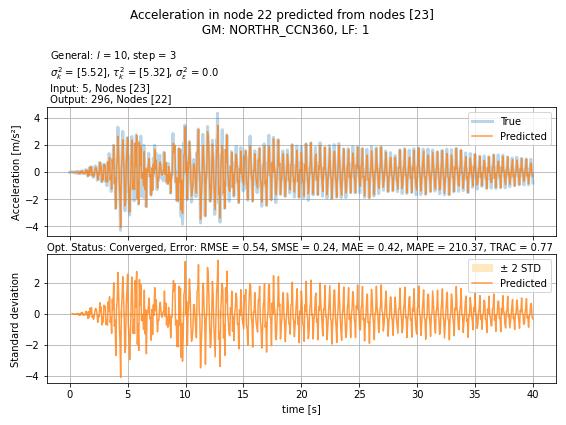 Acceleration in node 22 predicted from nodes [23]
GM: NORTHR_CCN360, LF: 1
General: l = 10, step = 3
σ²ₖ = [5.52], τ²ₖ = [5.32], σ²ε = 0.0
Input: 5, Nodes [23]
Output: 296, Nodes [22]
Acceleration [m/s²]
4
2
0
−2
−4
True
Predicted
Opt. Status: Converged, Error: RMSE = 0.54, SMSE = 0.24, MAE = 0.42, MAPE = 210.37, TRAC = 0.77
Standard deviation
2
0
−2
−4
± 2 STD
Predicted
0 5 10 15 20 25 30 35 40
time [s]